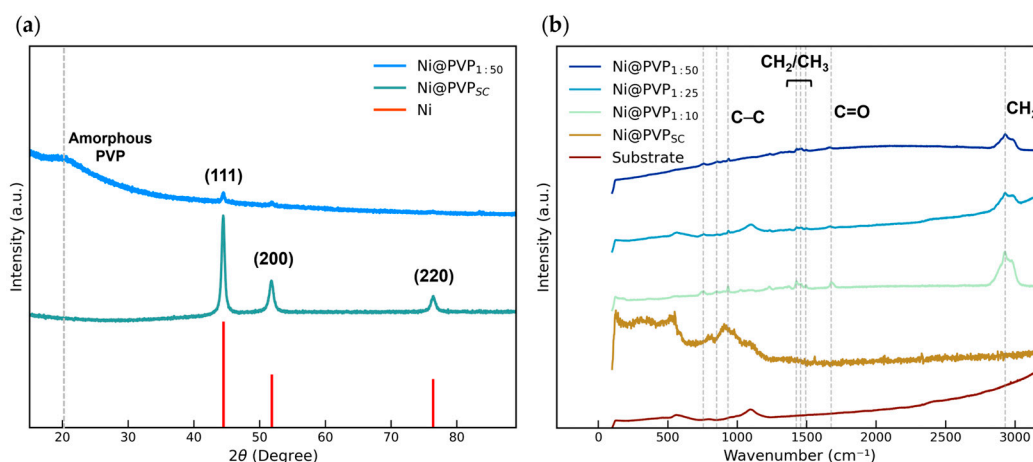 (a)
Ni@PVP1:50
Ni@PVPSC
Ni
Amorphous
PVP
(111)
(200)
(220)
Intensity (a.u.)
20
30
40
50
60
70
80
2θ (Degree)
(b)
Ni@PVP1:50
Ni@PVP1:25
Ni@PVP1:10
Ni@PVPSC
Substrate
CH2/CH3
C–C
C=O
Intensity (a.u.)
0
500
1000
1500
2000
2500
3000
Wavenumber (cm⁻¹)